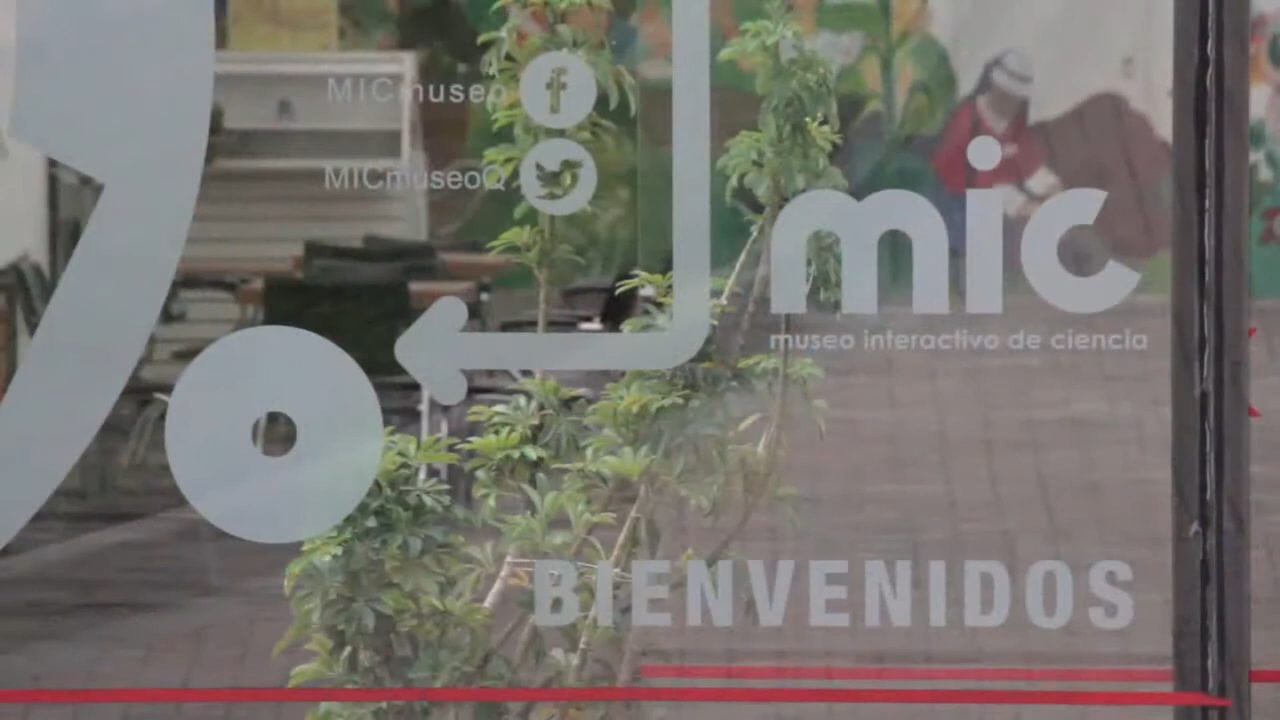 MICmuseo
MICmuseoQ
mic
museo interactivo de ciencia
BIENVENIDOS